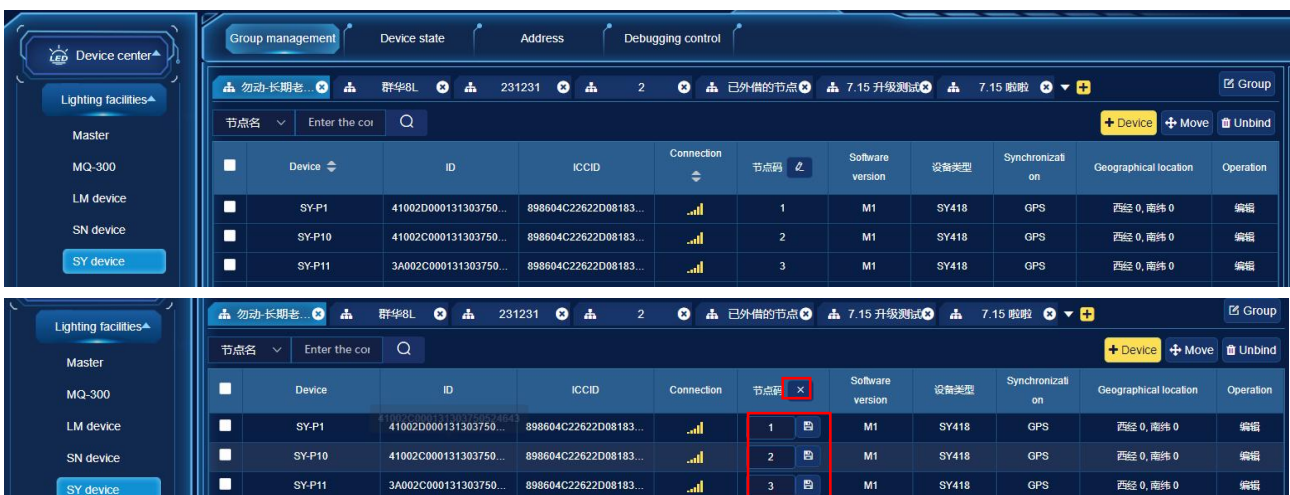 Group management Device state Address Debugging control
LED Device center
勿动-长期老... 群华8L 231231 2 已外借的节点 7.15 升级测试 7.15 啦啦 Group
Lighting facilities
节点名 Enter the cor + Device Move Unbind
Master
MQ-300
LM device
SN device
SY device
Device ID ICCID Connection 节点码 Software version 设备类型 Synchronizati on Geographical location Operation
SY-P1 41002D000131303750... 898604C22622D08183... 1 M1 SY418 GPS 西经 0, 南纬 0 编辑
SY-P10 41002C000131303750... 898604C22622D08183... 2 M1 SY418 GPS 西经 0, 南纬 0 编辑
SY-P11 3A002C000131303750... 898604C22622D08183... 3 M1 SY418 GPS 西经 0, 南纬 0 编辑
Lighting facilities
勿动-长期老... 群华8L 231231 2 已外借的节点 7.15 升级测试 7.15 啦啦 Group
节点名 Enter the cor + Device Move Unbind
Master
MQ-300
LM device
SN device
SY device
Device ID ICCID Connection 节点码 Software version 设备类型 Synchronizati on Geographical location Operation
SY-P1 41002D000131303750... 898604C22622D08183... 1 M1 SY418 GPS 西经 0, 南纬 0 编辑
SY-P10 41002C000131303750... 898604C22622D08183... 2 M1 SY418 GPS 西经 0, 南纬 0 编辑
SY-P11 3A002C000131303750... 898604C22622D08183... 3 M1 SY418 GPS 西经 0, 南纬 0 编辑